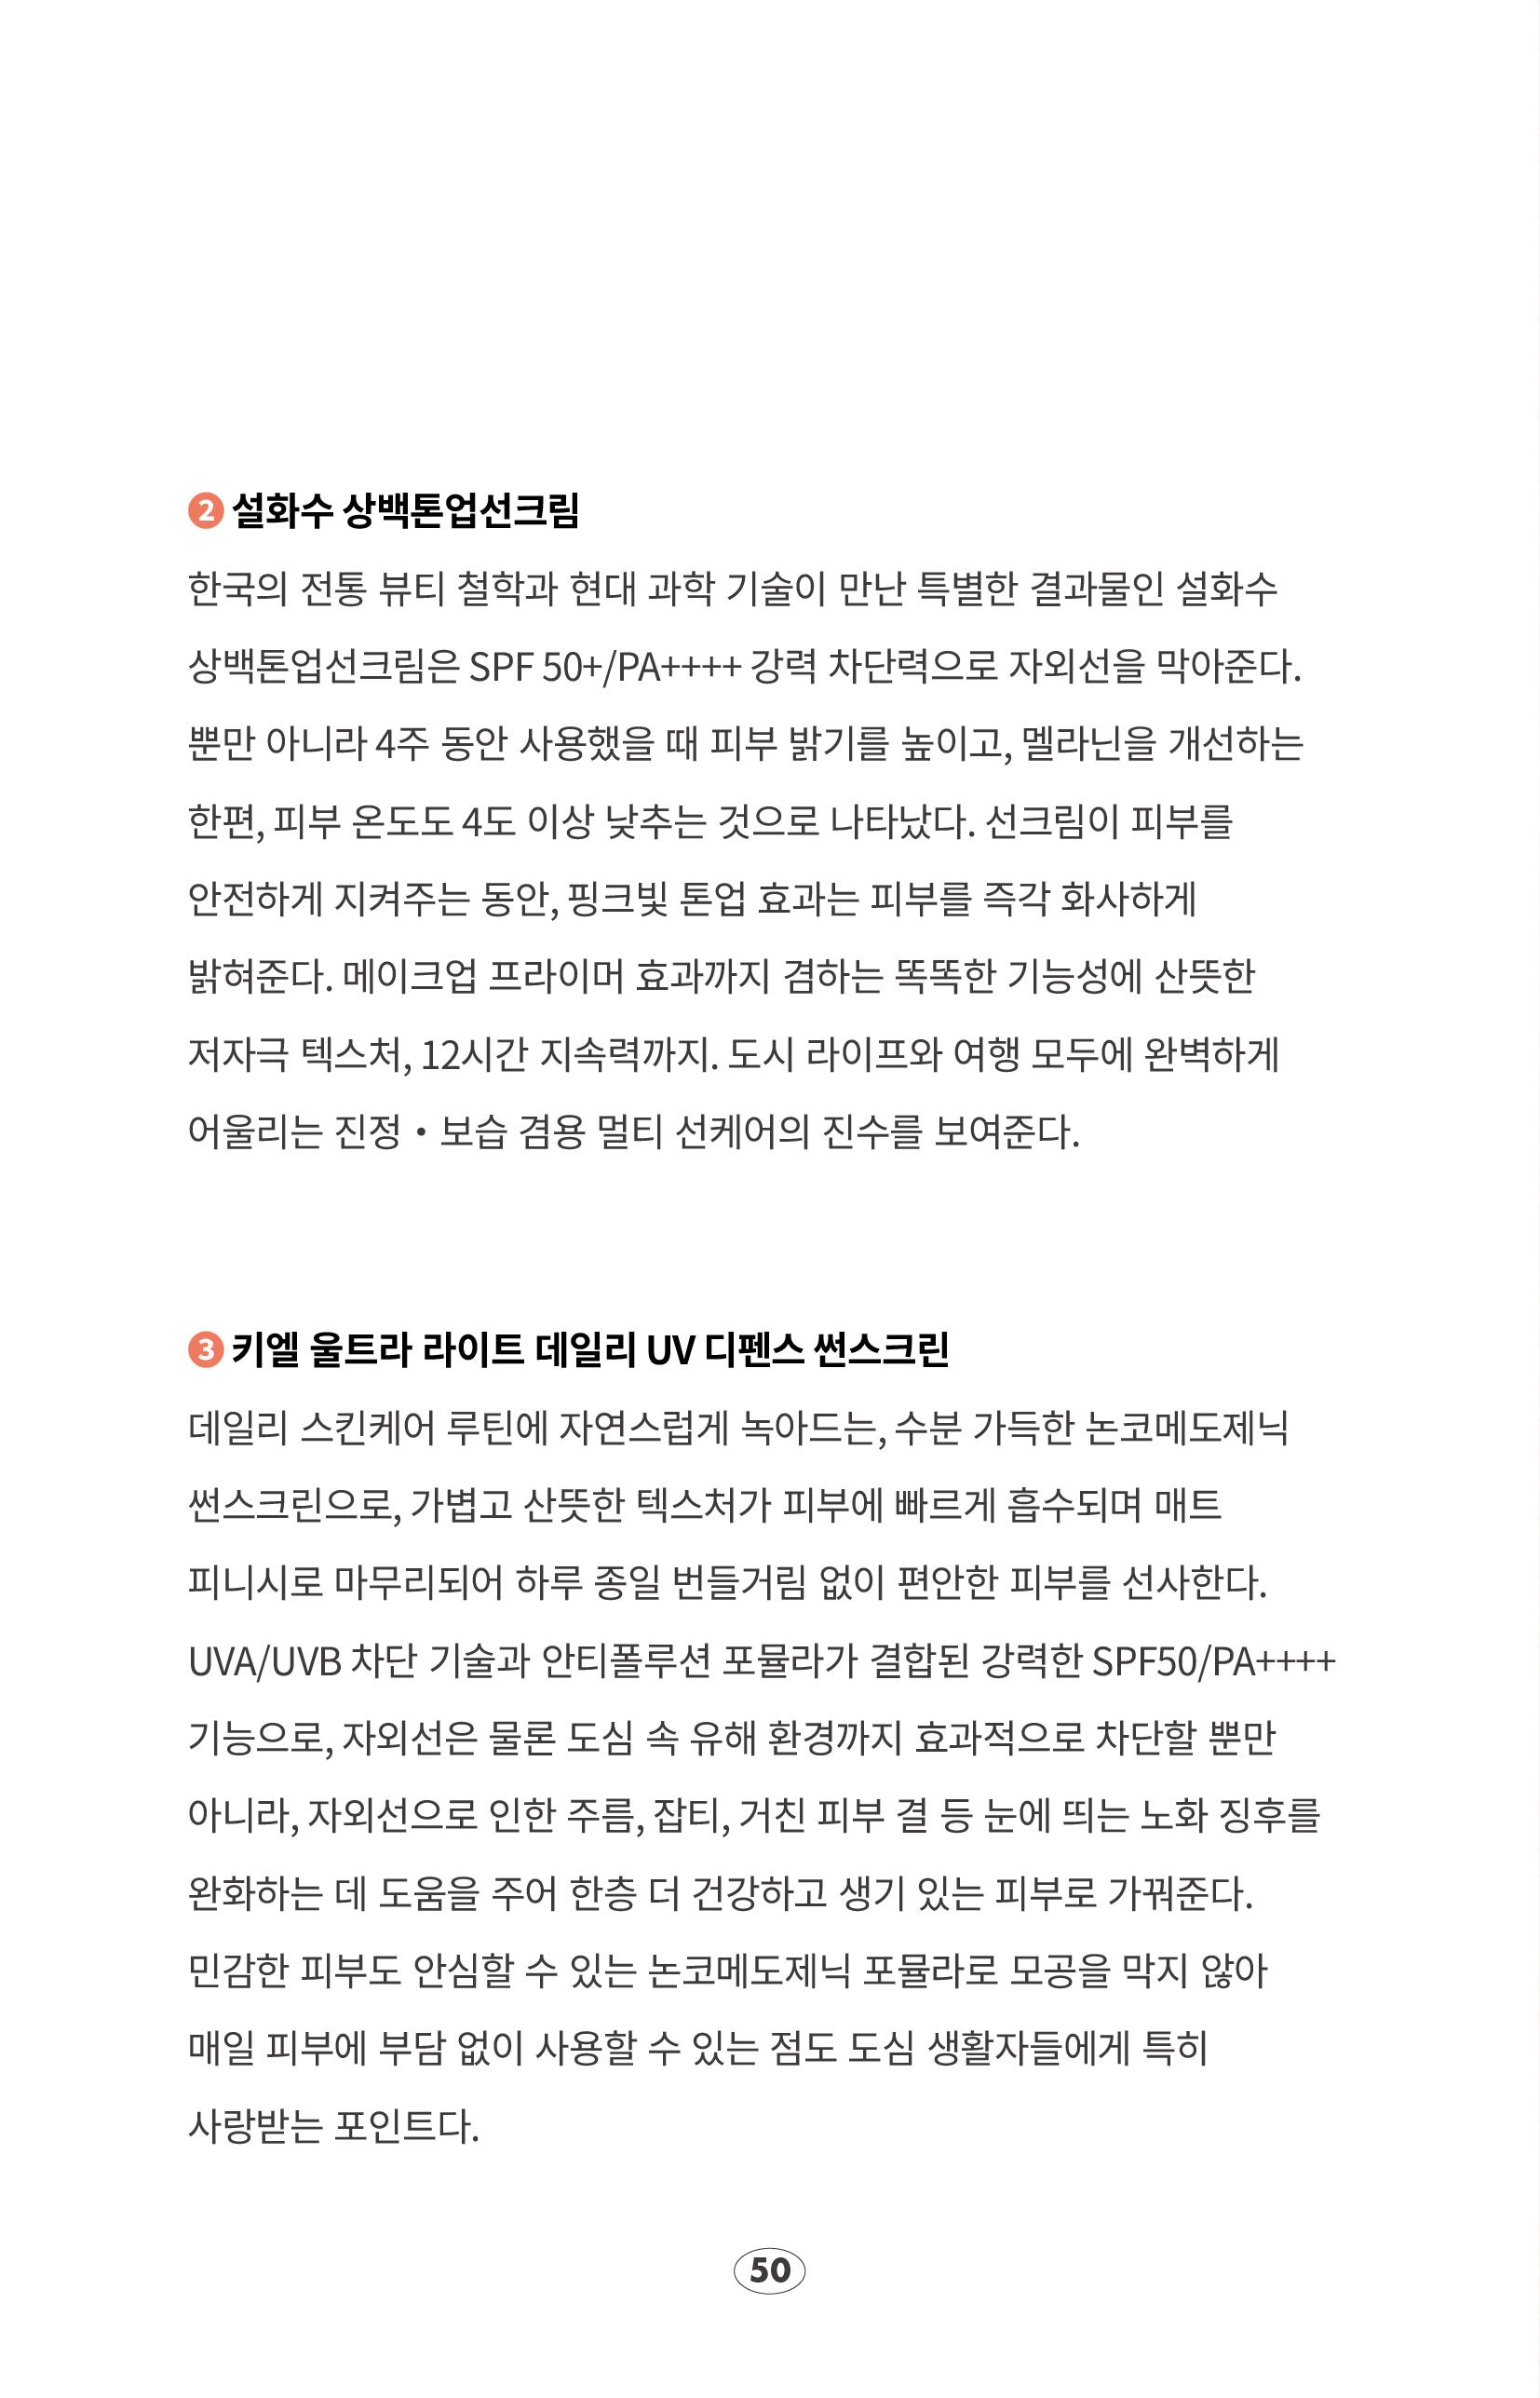 ❷ 설화수 상백톤업선크림
한국의 전통 뷰티 철학과 현대 과학 기술이 만난 특별한 결과물인 설화수
상백톤업선크림은 SPF 50+/PA++++ 강력 차단력으로 자외선을 막아준다.
뿐만 아니라 4주 동안 사용했을 때 피부 밝기를 높이고, 멜라닌을 개선하는
한편, 피부 온도도 4도 이상 낮추는 것으로 나타났다. 선크림이 피부를
안전하게 지켜주는 동안, 핑크빛 톤업 효과는 피부를 즉각 화사하게
밝혀준다. 메이크업 프라이머 효과까지 겸하는 똑똑한 기능성에 산뜻한
저자극 텍스처, 12시간 지속력까지. 도시 라이프와 여행 모두에 완벽하게
어울리는 진정・보습 겸용 멀티 선케어의 진수를 보여준다.
❸ 키엘 울트라 라이트 데일리 UV 디펜스 썬스크린
데일리 스킨케어 루틴에 자연스럽게 녹아드는, 수분 가득한 논코메도제닉
썬스크린으로, 가볍고 산뜻한 텍스처가 피부에 빠르게 흡수되며 매트
피니시로 마무리되어 하루 종일 번들거림 없이 편안한 피부를 선사한다.
UVA/UVB 차단 기술과 안티폴루션 포뮬라가 결합된 강력한 SPF50/PA++++
기능으로, 자외선은 물론 도심 속 유해 환경까지 효과적으로 차단할 뿐만
아니라, 자외선으로 인한 주름, 잡티, 거친 피부 결 등 눈에 띄는 노화 징후를
완화하는 데 도움을 주어 한층 더 건강하고 생기 있는 피부로 가꿔준다.
민감한 피부도 안심할 수 있는 논코메도제닉 포뮬라로 모공을 막지 않아
매일 피부에 부담 없이 사용할 수 있는 점도 도심 생활자들에게 특히
사랑받는 포인트다.
50